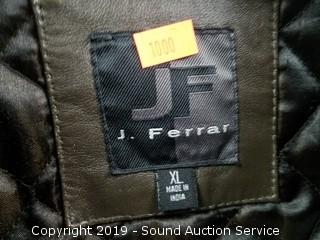 1000
JF
J. Ferrar
XL
MADE IN
INDIA
Copyright 2019 - Sound Auction Service